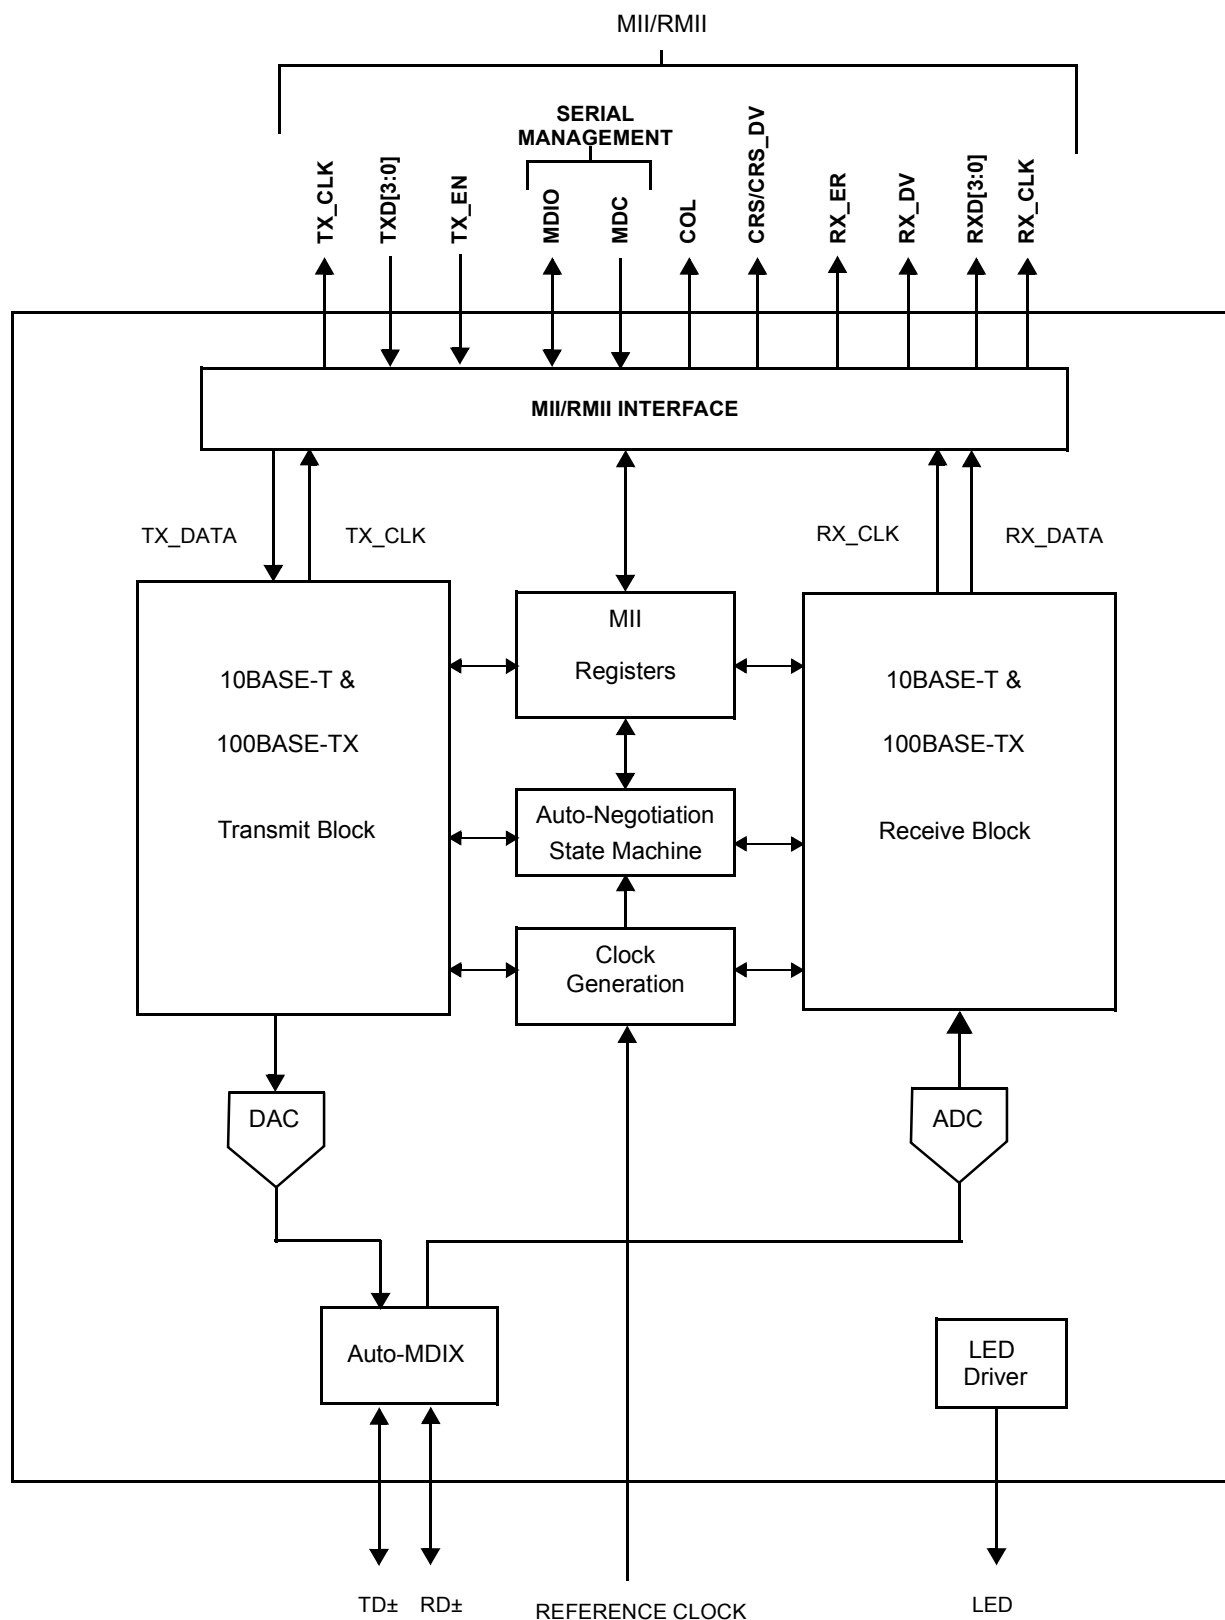 MII/RMII
SERIAL
MANAGEMENT
TX_CLK
TXD[3:0]
TX_EN
MDIO
MDC
COL
CRS/CRS_DV
RX_ER
RX_DV
RXD[3:0]
RX_CLK
MII/RMII INTERFACE
TX_DATA
TX_CLK
RX_CLK
RX_DATA
10BASE-T &
100BASE-TX
Transmit Block
MII
Registers
Auto-Negotiation
State Machine
Clock
Generation
10BASE-T &
100BASE-TX
Receive Block
DAC
ADC
Auto-MDIX
LED
Driver
TD±
RD±
REFERENCE CLOCK
LED